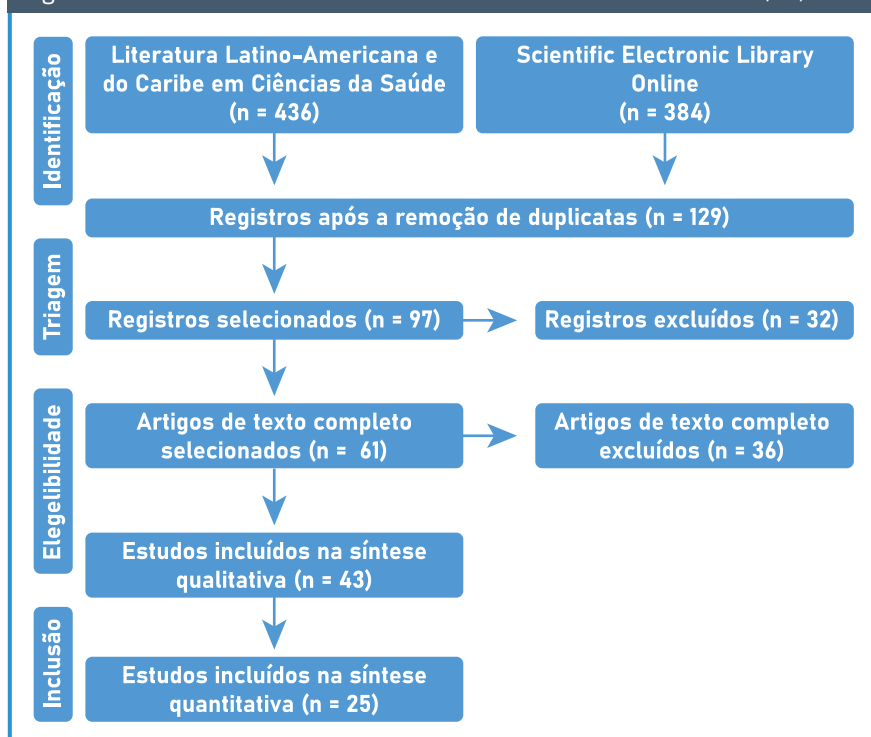 Identificação
Literatura Latino-Americana e
do Caribe em Ciências da Saúde
(n = 436)
Scientific Electronic Library
Online
(n = 384)
Registros após a remoção de duplicatas (n = 129)
Triagem
Registros selecionados (n = 97)
Registros excluídos (n = 32)
Elegelibilidade
Artigos de texto completo
selecionados (n = 61)
Artigos de texto completo
excluídos (n = 36)
Estudos incluídos na síntese
qualitativa (n = 43)
Inclusão
Estudos incluídos na síntese
quantitativa (n = 25)